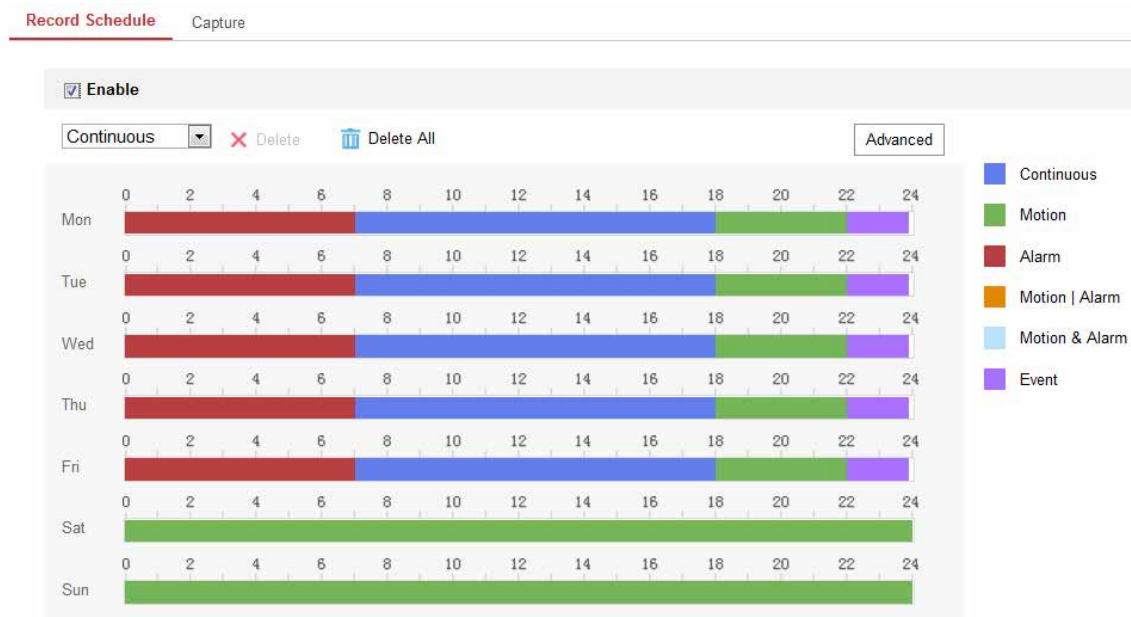 Record Schedule Capture
Enable
Continuous Delete Delete All Advanced
Continuous
Motion
Alarm
Motion | Alarm
Motion & Alarm
Event
0 2 4 6 8 10 12 14 16 18 20 22 24
Mon
0 2 4 6 8 10 12 14 16 18 20 22 24
Tue
0 2 4 6 8 10 12 14 16 18 20 22 24
Wed
0 2 4 6 8 10 12 14 16 18 20 22 24
Thu
0 2 4 6 8 10 12 14 16 18 20 22 24
Fri
0 2 4 6 8 10 12 14 16 18 20 22 24
Sat
0 2 4 6 8 10 12 14 16 18 20 22 24
Sun